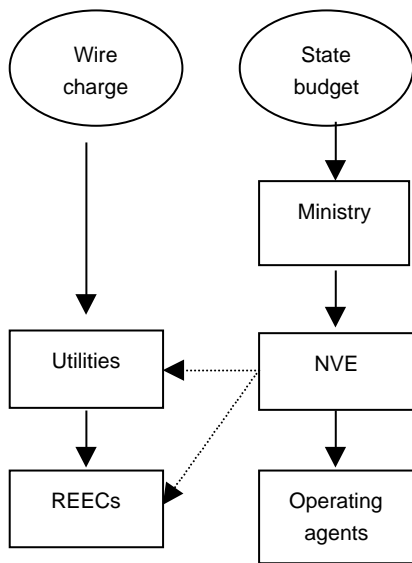 Wire
charge
State
budget
Ministry
Utilities
NVE
REECs
Operating
agents